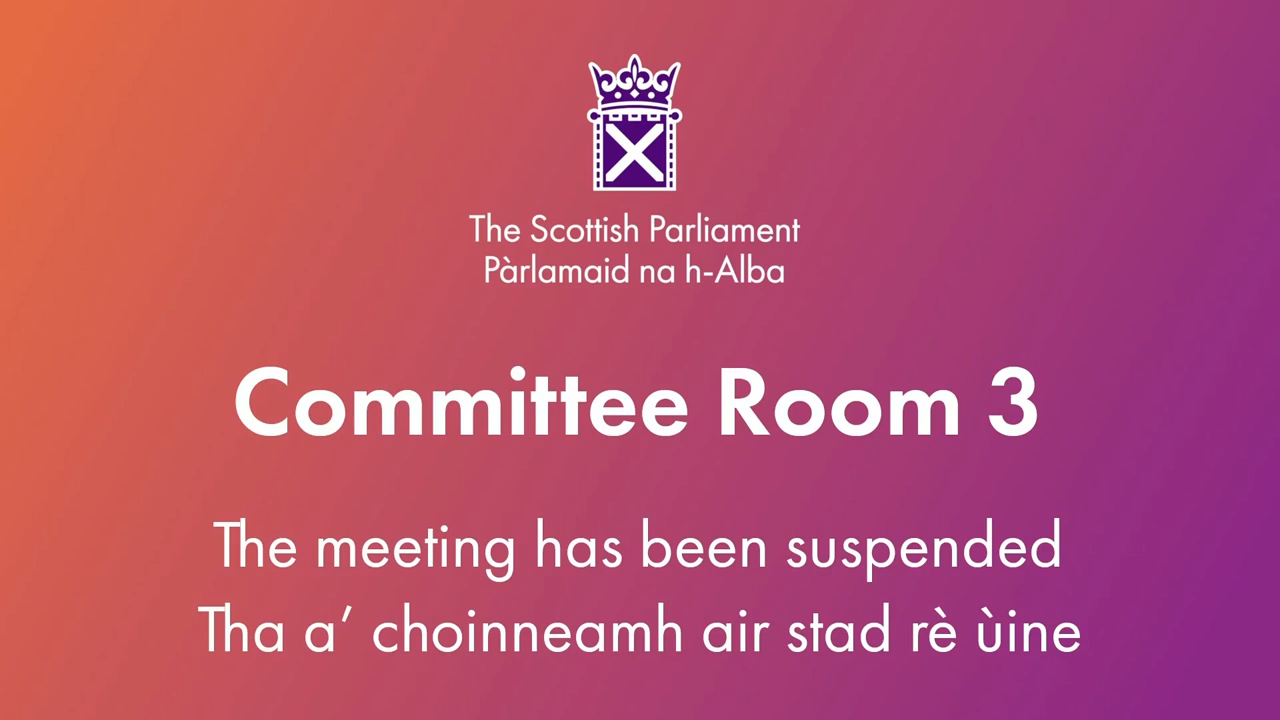 The Scottish Parliament
Pàrlamaid na h-Alba
Committee Room 3
The meeting has been suspended
Tha a’ choinneamh air stad rè ùine